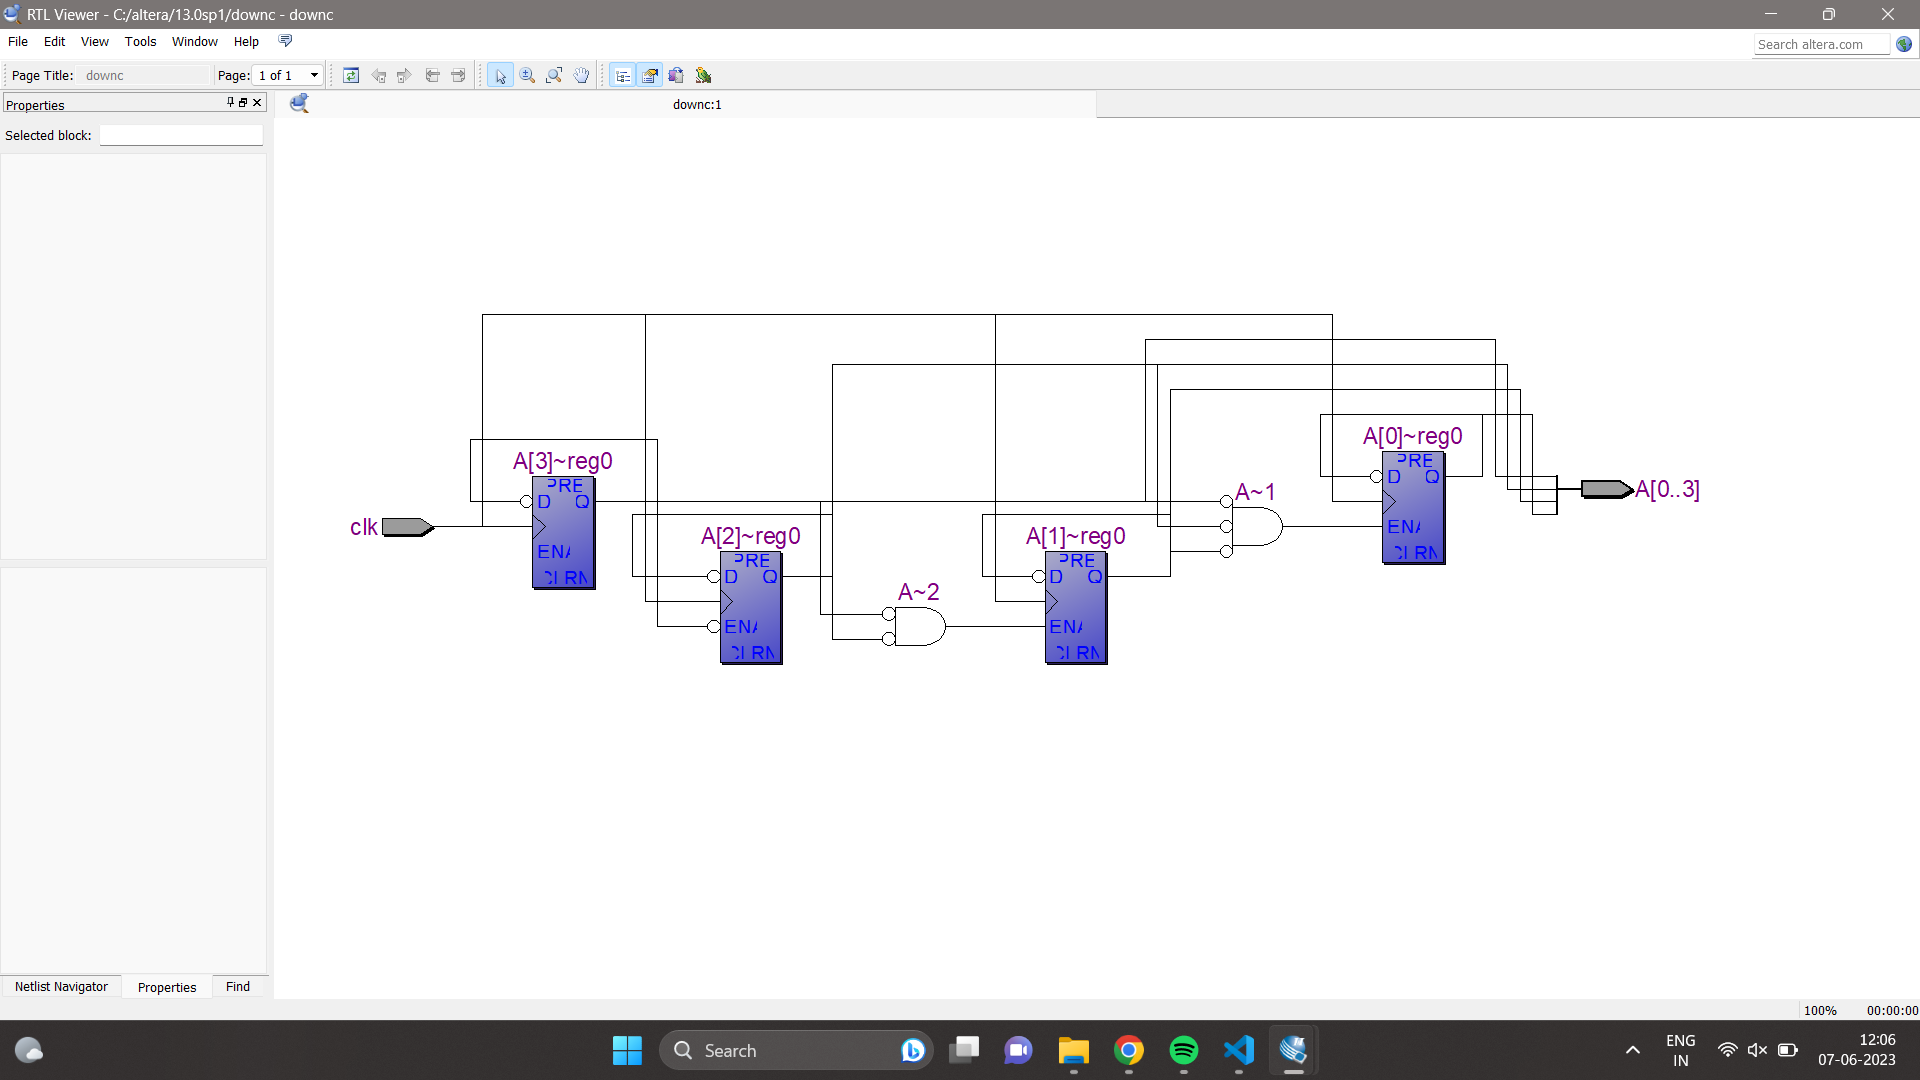 RTL Viewer - C:/altera/13.0sp1/downc - downc
File Edit View Tools Window Help
Search altera.com
Page Title: downc Page: 1 of 1
Properties
downc:1
Selected block:
A[0]~reg0
PRE
D Q
ENA
CLRN
A[3]~reg0
PRE
D Q
ENA
CLRN
clk
A~1
A[0..3]
A[2]~reg0
PRE
D Q
ENA
CLRN
A[1]~reg0
PRE
D Q
ENA
CLRN
A~2
Netlist Navigator Properties Find
100% 00:00:00
Search
ENG
IN
12:06
07-06-2023